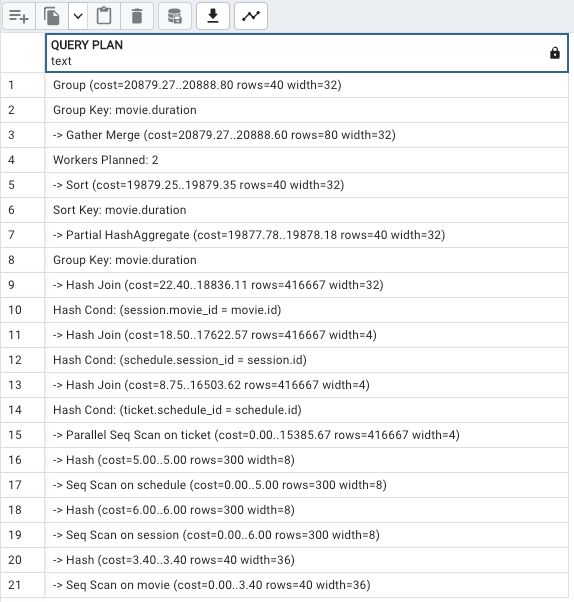 QUERY PLAN
text
1 Group (cost=20879.27..20888.80 rows=40 width=32)
2 Group Key: movie.duration
3 -> Gather Merge (cost=20879.27..20888.60 rows=80 width=32)
4 Workers Planned: 2
5 -> Sort (cost=19879.25..19879.35 rows=40 width=32)
6 Sort Key: movie.duration
7 -> Partial HashAggregate (cost=19877.78..19878.18 rows=40 width=32)
8 Group Key: movie.duration
9 -> Hash Join (cost=22.40..18836.11 rows=416667 width=32)
10 Hash Cond: (session.movie_id = movie.id)
11 -> Hash Join (cost=18.50..17622.57 rows=416667 width=4)
12 Hash Cond: (schedule.session_id = session.id)
13 -> Hash Join (cost=8.75..16503.62 rows=416667 width=4)
14 Hash Cond: (ticket.schedule_id = schedule.id)
15 -> Parallel Seq Scan on ticket (cost=0.00..15385.67 rows=416667 width=4)
16 -> Hash (cost=5.00..5.00 rows=300 width=8)
17 -> Seq Scan on schedule (cost=0.00..5.00 rows=300 width=8)
18 -> Hash (cost=6.00..6.00 rows=300 width=8)
19 -> Seq Scan on session (cost=0.00..6.00 rows=300 width=8)
20 -> Hash (cost=3.40..3.40 rows=40 width=36)
21 -> Seq Scan on movie (cost=0.00..3.40 rows=40 width=36)